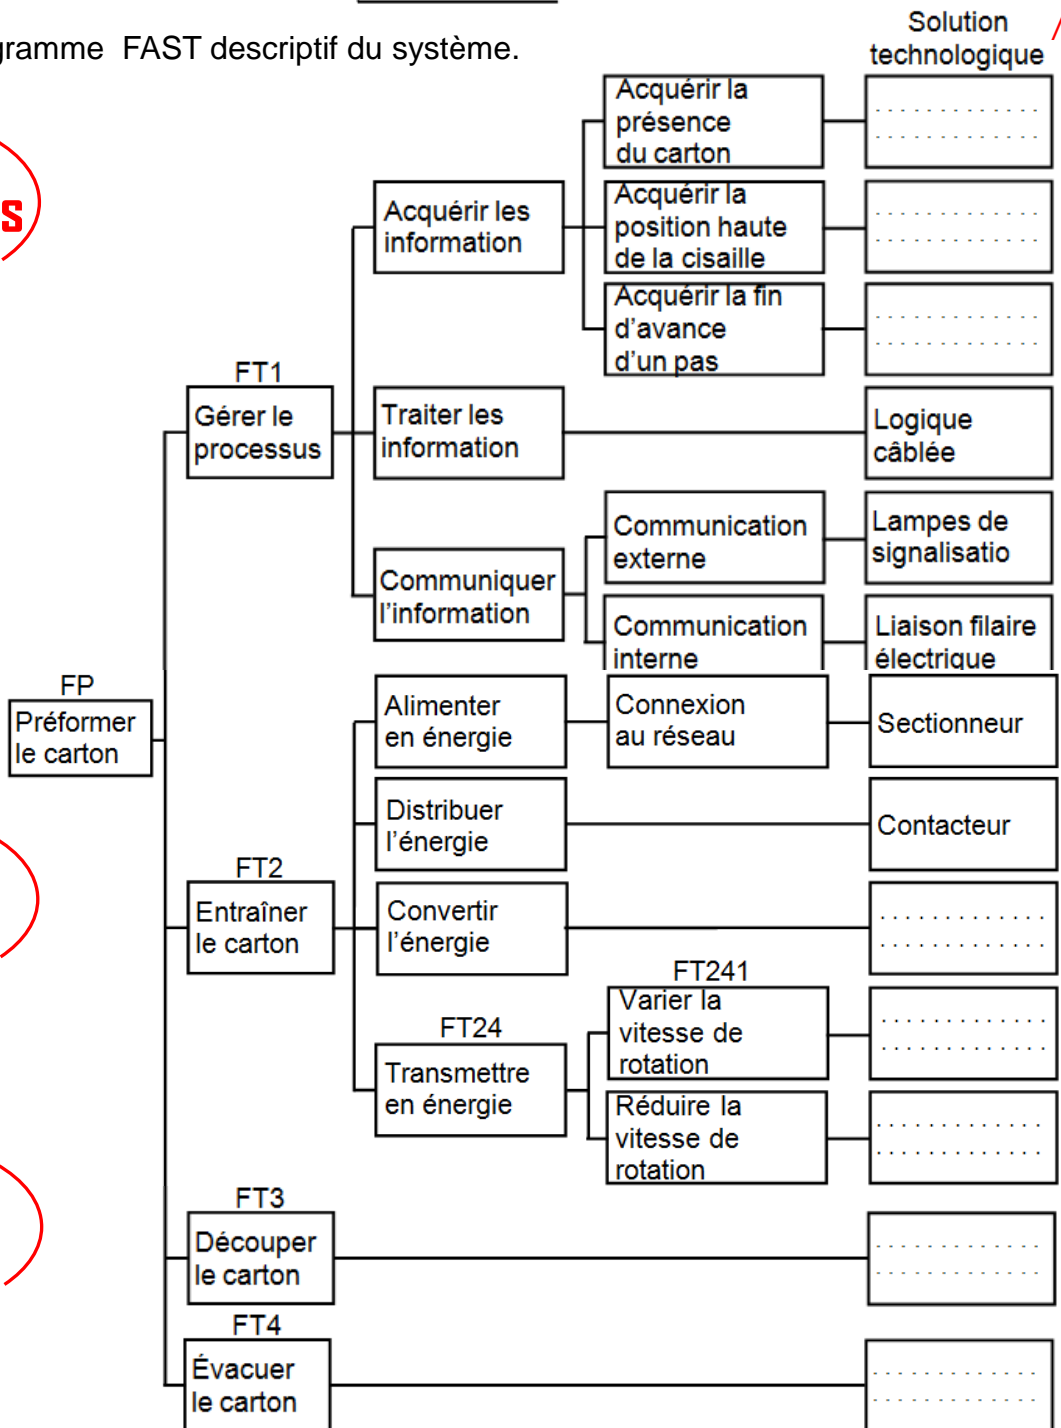 gramme FAST descriptif du système.
Solution
technologique
S
Acquérir la
présence
du carton
Acquérir les
information
Acquérir la
position haute
de la cisaille
Acquérir la fin
d’avance
d’un pas
FT1
Gérer le
processus
Traiter les
information
Logique
câblée
Communiquer
l’information
Communication
externe
Lampes de
signalisatio
Communication
interne
Liaison filaire
électrique
FP
Préformer
le carton
Alimenter
en énergie
Connexion
au réseau
Sectionneur
Distribuer
l’énergie
Contacteur
FT2
Entraîner
le carton
Convertir
l’énergie
FT24
Transmettre
en énergie
FT241
Varier la
vitesse de
rotation
Réduire la
vitesse de
rotation
FT3
Découper
le carton
FT4
Évacuer
le carton